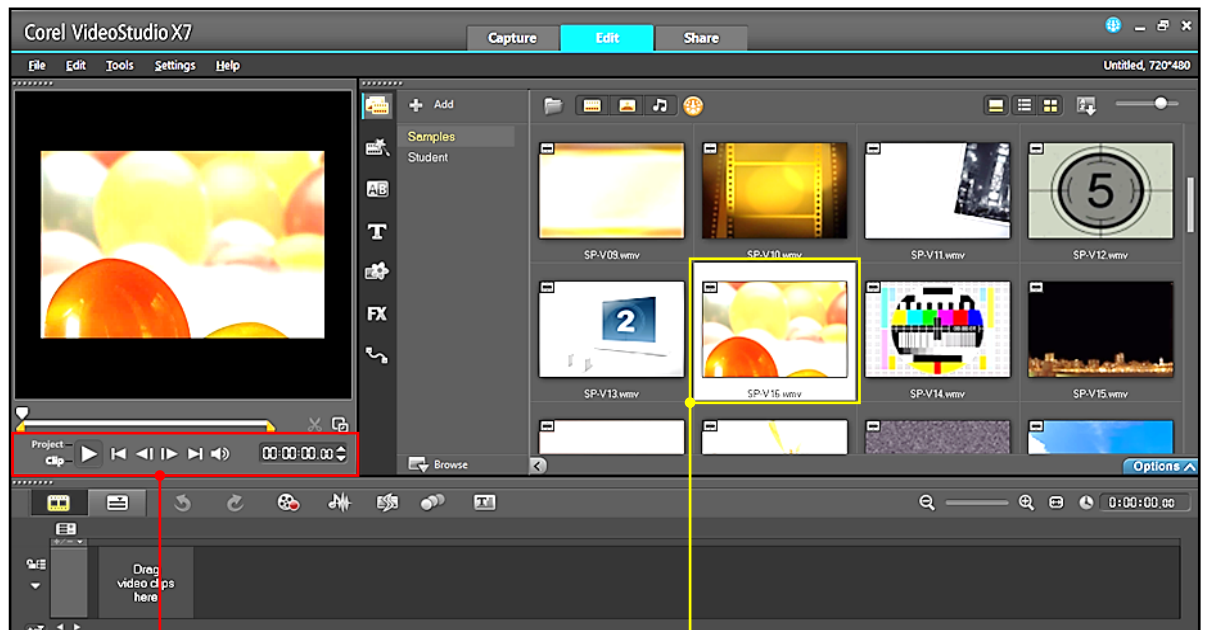 Corel VideoStudio X7
Capture
Edit
Share
File Edit Tools Settings Help
Untitled, 720*480
Add
Samples
Student
SP-V09.wmv
SP-V10.wmv
SP-V11.wmv
5
SP-V12.wmv
2
SP-V13.wmv
SP-V16.wmv
SP-V14.wmv
SP-V15.wmv
Project
Clip
00:00:00.00
Browse
Options
AB
T
FX
0:00:00.00
Drag
video clips
here